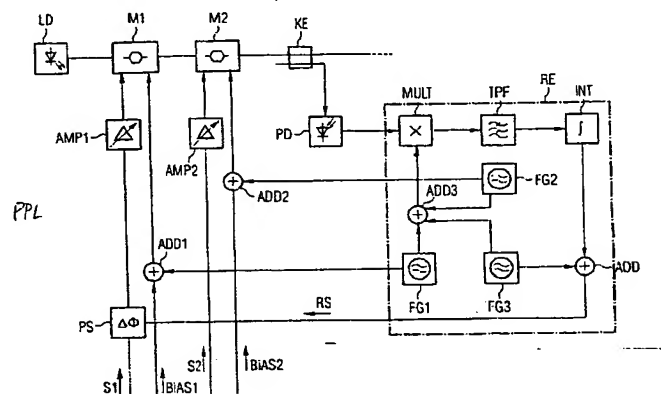 LD
M1
M2
KE
RE
MULT
TPF
INT
AMP1
AMP2
PD
×
∫
FG2
ADD2
ADD3
PPL
ADD1
ADD
PS
ΔΦ
RS
FG1
FG3
S1
BiAS1
S2
BiAS2